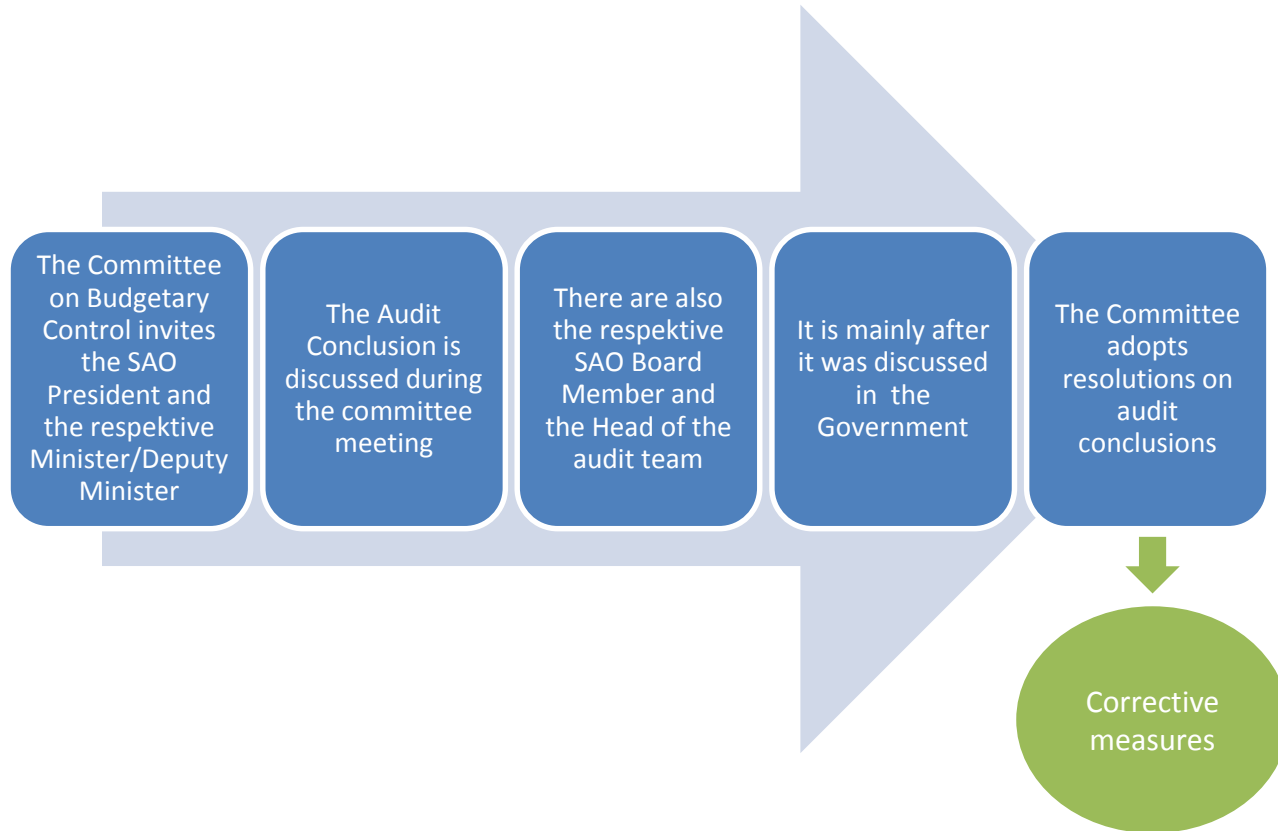 The Committee
on Budgetary
Control invites
the SAO
President and
the respektive
Minister/Deputy
Minister
The Audit
Conclusion is
discussed during
the committee
meeting
There are also
the respektive
SAO Board
Member and
the Head of the
audit team
It is mainly after
it was discussed
in the
Government
The Committee
adopts
resolutions on
audit
conclusions
Corrective
measures